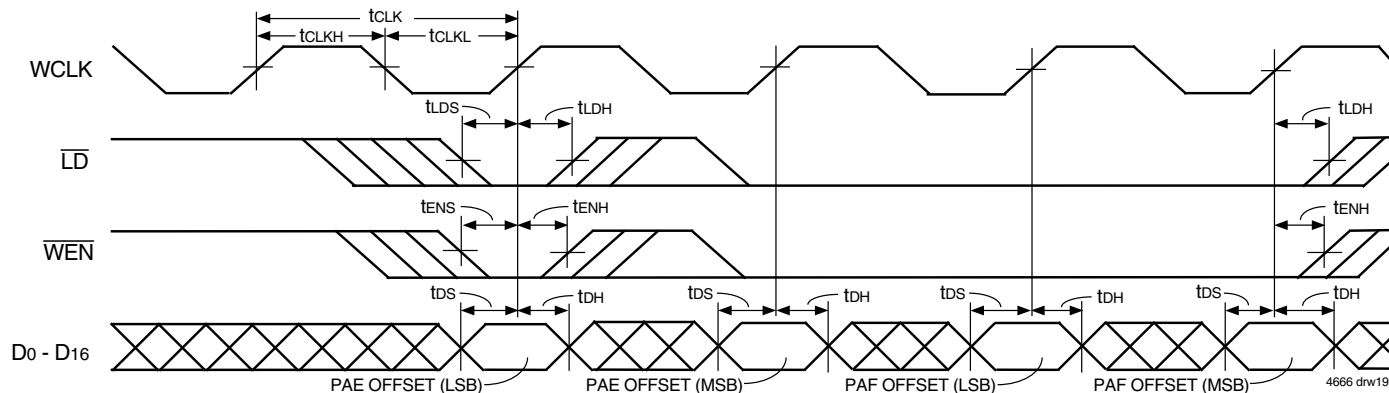 tCLK
tCLKH tCLKL
WCLK
tLDS tLDH tLDH
LD
tENS tENH tENH
WEN
tDS tDH tDS tDH tDS tDH tDS tDH
D0 - D16
PAE OFFSET (LSB) PAE OFFSET (MSB) PAF OFFSET (LSB) PAF OFFSET (MSB) 4666 drw19